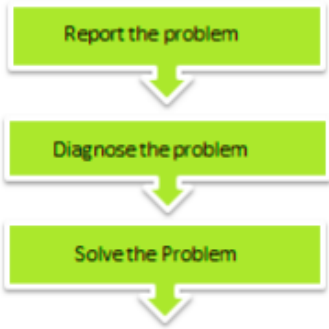 Report the problem
Diagnose the problem
Solve the Problem